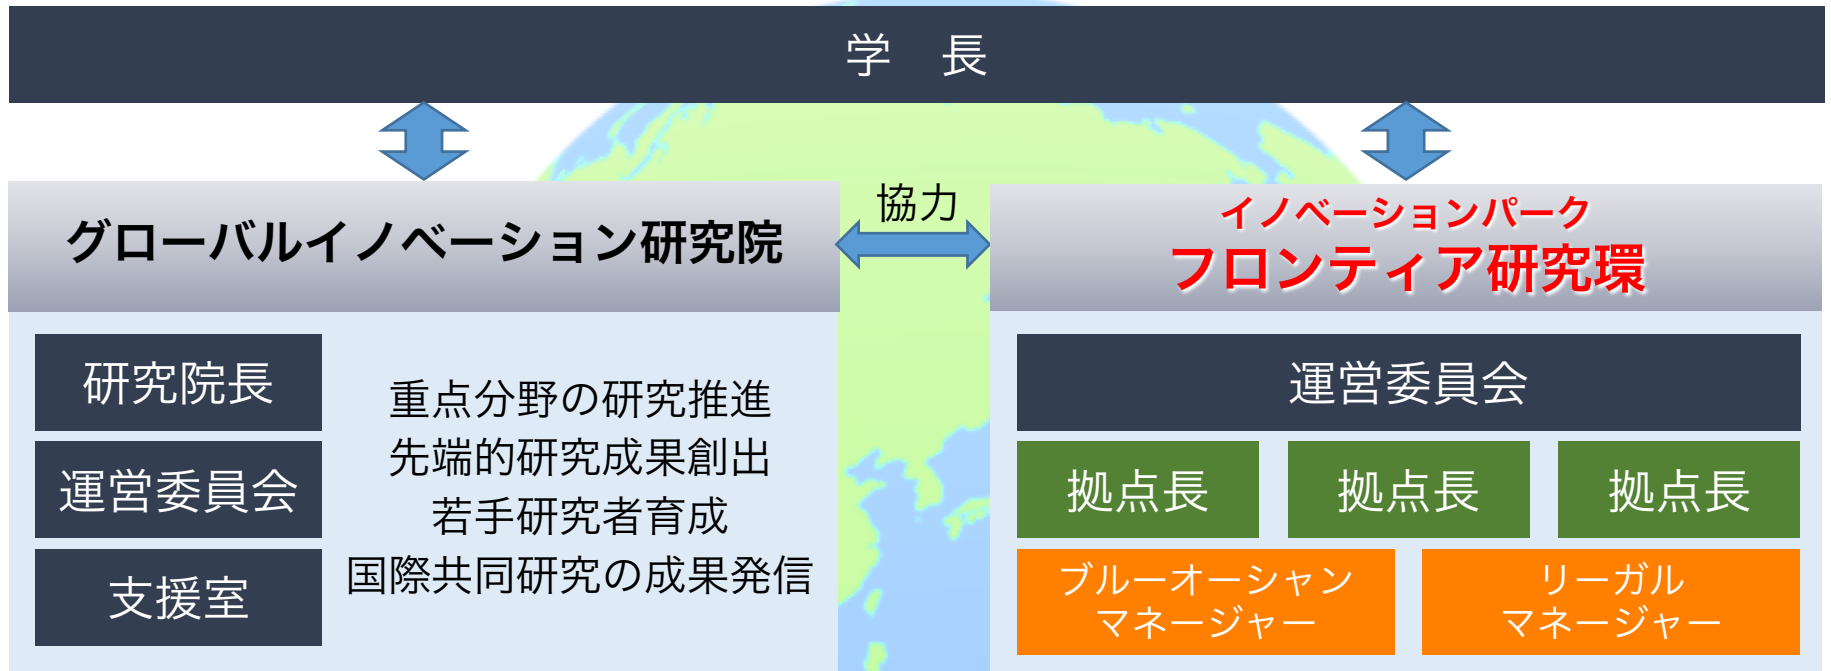 学　長
協力
グローバルイノベーション研究院
研究院長
運営委員会
支援室
重点分野の研究推進
先端的研究成果創出
若手研究者育成
国際共同研究の成果発信
イノベーションパーク
フロンティア研究環
運営委員会
拠点長
拠点長
拠点長
ブルーオーシャン
マネージャー
リーガル
マネージャー